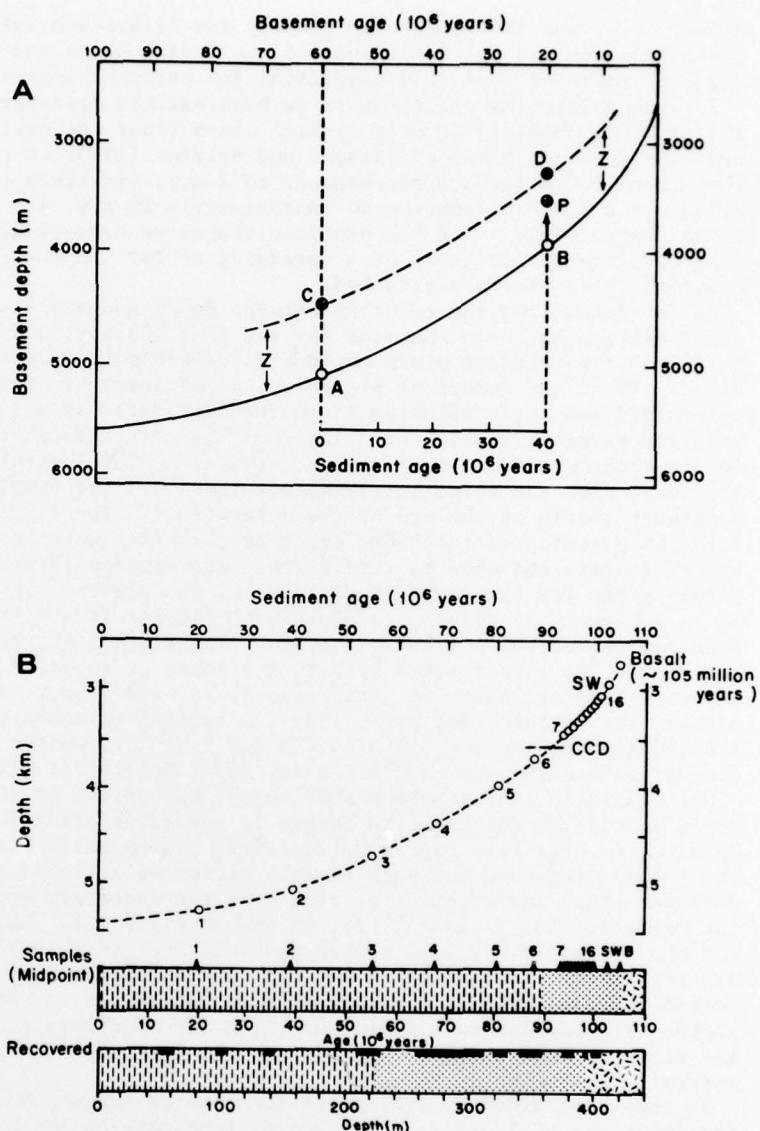 Basement age (10⁶ years)
100 90 80 70 60 50 40 30 20 10 0
A
Basement depth (m)
3000 3000
4000 4000
5000 5000
6000 6000
D
Z
P
B
C
Z
A
0 10 20 30 40
Sediment age (10⁶ years)
Sediment age (10⁶ years)
0 10 20 30 40 50 60 70 80 90 100 110
B
Depth (km)
3 3
4 4
5 5
Basalt
(~ 105 million
years)
SW
16
7
CCD
6
5
4
3
2
1
Samples
(Midpoint)
1 2 3 4 5 6 7 16 SW B
0 10 20 30 40 50 60 70 80 90 100 110
Age (10⁶ years)
Recovered
0 100 200 300 400
Depth(m)